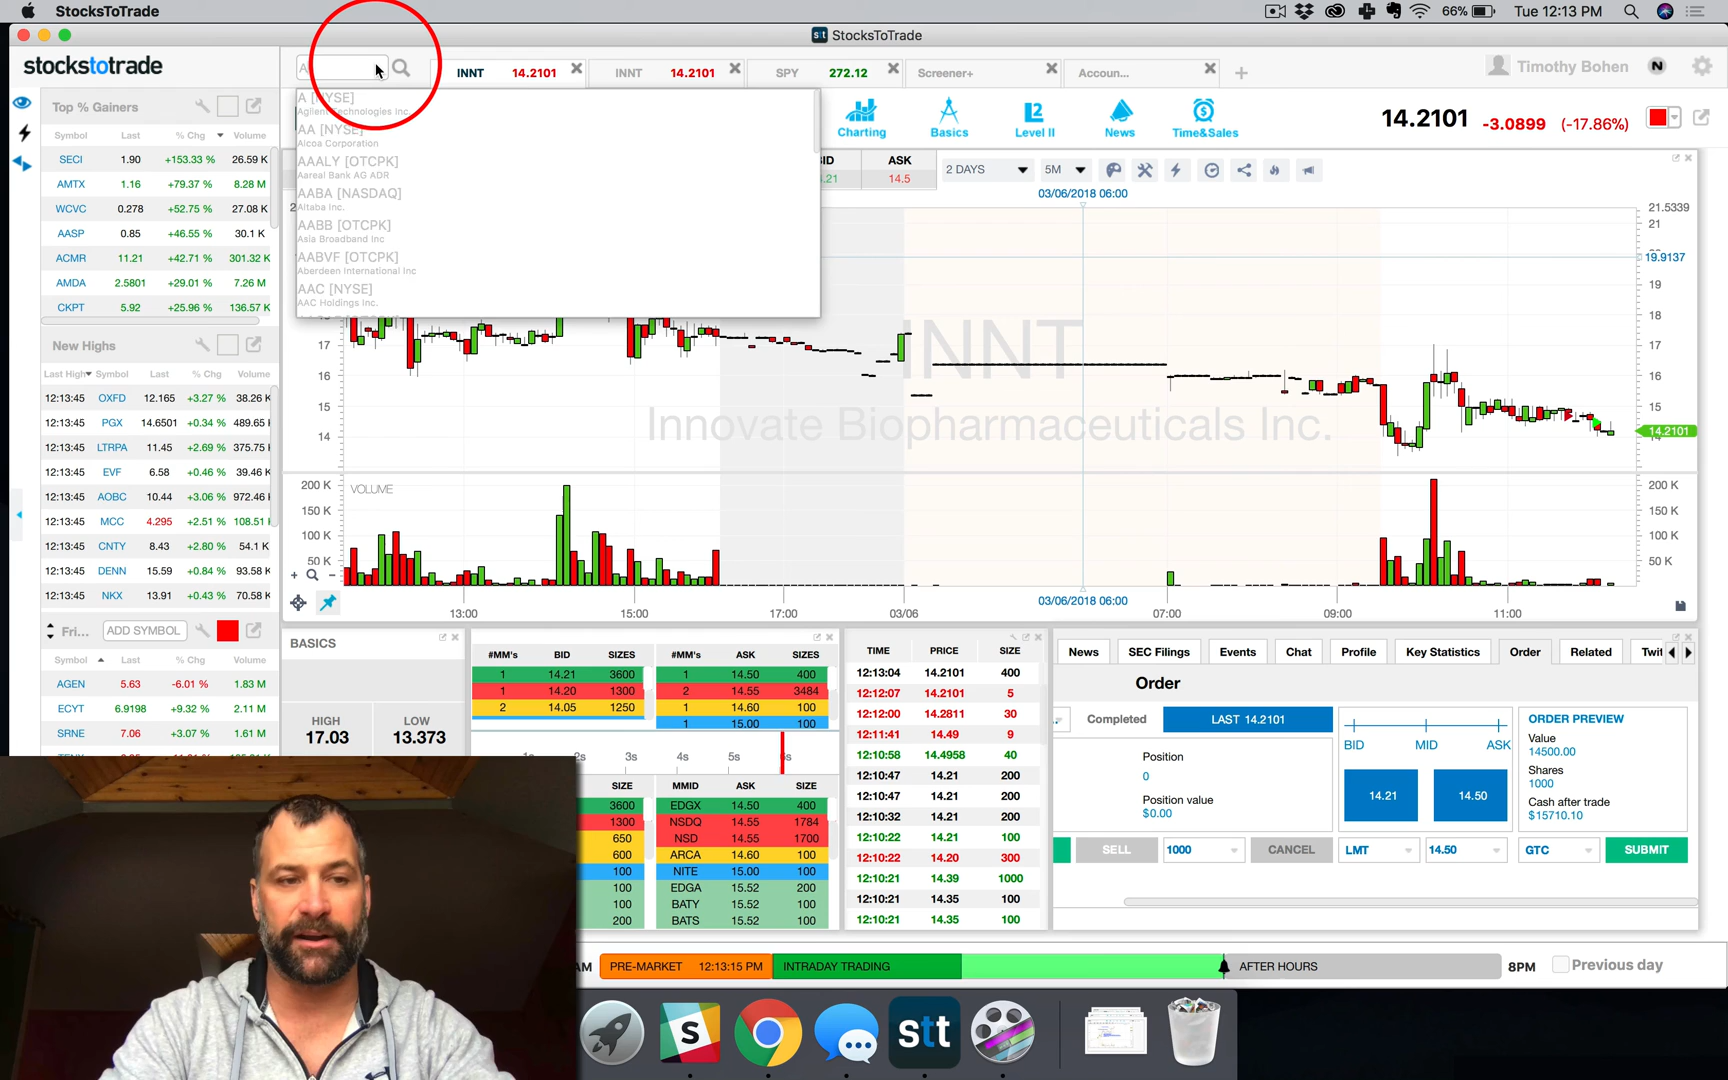 StocksToTrade
66%
Tue 12:13 PM
StocksToTrade
stockstotrade
A
INNT 14.2101
INNT 14.2101
SPY 272.12
Screener+
Accoun...
Timothy Bohen
N
Top % Gainers
Symbol Last % Chg Volume
SECI 1.90 +153.33 % 26.59 K
AMTX 1.16 +79.37 % 8.28 M
WCVC 0.278 +52.75 % 27.08 K
AASP 0.85 +46.55 % 30.1 K
ACMR 11.21 +42.71 % 301.32 K
AMDA 2.5801 +29.01 % 7.26 M
CKPT 5.92 +25.96 % 136.57 K
A [NYSE]
Agilent Technologies Inc.
AA [NYSE]
Alcoa Corporation
AAALY [OTCPK]
Aareal Bank AG ADR
AABA [NASDAQ]
Altaba Inc.
AABB [OTCPK]
Asia Broadband Inc
AABVF [OTCPK]
Aberdeen International Inc
AAC [NYSE]
AAC Holdings Inc.
Charting
Basics
L2
Level II
News
Time&Sales
14.2101 -3.0899 (-17.86%)
BID ASK
.21 14.5
2 DAYS
5M
03/06/2018 06:00
21.5339
21
19.9137
19
18
17
16
15
14
14.2101
17
16
15
14
INNT
Innovate Biopharmaceuticals Inc.
VOLUME
200 K
150 K
100 K
50 K
200 K
150 K
100 K
50 K
13:00 15:00 17:00 03/06 03/06/2018 06:00 07:00 09:00 11:00
New Highs
Last High Symbol Last % Chg Volume
12:13:45 OXFD 12.165 +3.27 % 38.26 K
12:13:45 PGX 14.6501 +0.34 % 489.65
12:13:45 LTRPA 11.45 +2.69 % 375.75
12:13:45 EVF 6.58 +0.46 % 39.46 K
12:13:45 AOBC 10.44 +3.06 % 972.46
12:13:45 MCC 4.295 +2.51 % 108.51
12:13:45 CNTY 8.43 +2.80 % 54.1 K
12:13:45 DENN 15.59 +0.84 % 93.58 K
12:13:45 NKX 13.91 +0.43 % 70.58 K
Fri... ADD SYMBOL
Symbol Last % Chg Volume
AGEN 5.63 -6.01 % 1.83 M
ECYT 6.9198 +9.32 % 2.11 M
SRNE 7.06 +3.07 % 1.61 M
BASICS
HIGH
17.03
LOW
13.373
#MM's BID SIZES
1 14.21 3600
1 14.20 1300
2 14.05 1250
#MM's ASK SIZES
1 14.50 400
2 14.55 3484
1 14.60 100
1 15.00 100
1s 3s 4s 5s 6s
SIZE
3600
1300
650
600
100
100
100
200
MMID ASK SIZE
EDGX 14.50 400
NSDQ 14.55 1784
NSD 14.55 1700
ARCA 14.60 100
NITE 15.00 100
EDGA 15.52 200
BATY 15.52 100
BATS 15.52 100
TIME PRICE SIZE
12:13:04 14.2101 400
12:12:07 14.2101 5
12:12:00 14.2811 30
12:11:41 14.49 9
12:10:58 14.4958 40
12:10:47 14.21 200
12:10:47 14.21 200
12:10:32 14.21 200
12:10:22 14.21 100
12:10:22 14.20 300
12:10:21 14.39 1000
12:10:21 14.35 100
12:10:21 14.35 100
News SEC Filings Events Chat Profile Key Statistics Order Related Twit
Order
Completed
LAST 14.2101
Position
0
Position value
$0.00
BID MID ASK
14.21 14.50
ORDER PREVIEW
Value
14500.00
Shares
1000
Cash after trade
$15710.10
SELL 1000 CANCEL LMT 14.50 GTC SUBMIT
AM PRE-MARKET 12:13:15 PM INTRADAY TRADING AFTER HOURS 8PM Previous day
S
stt